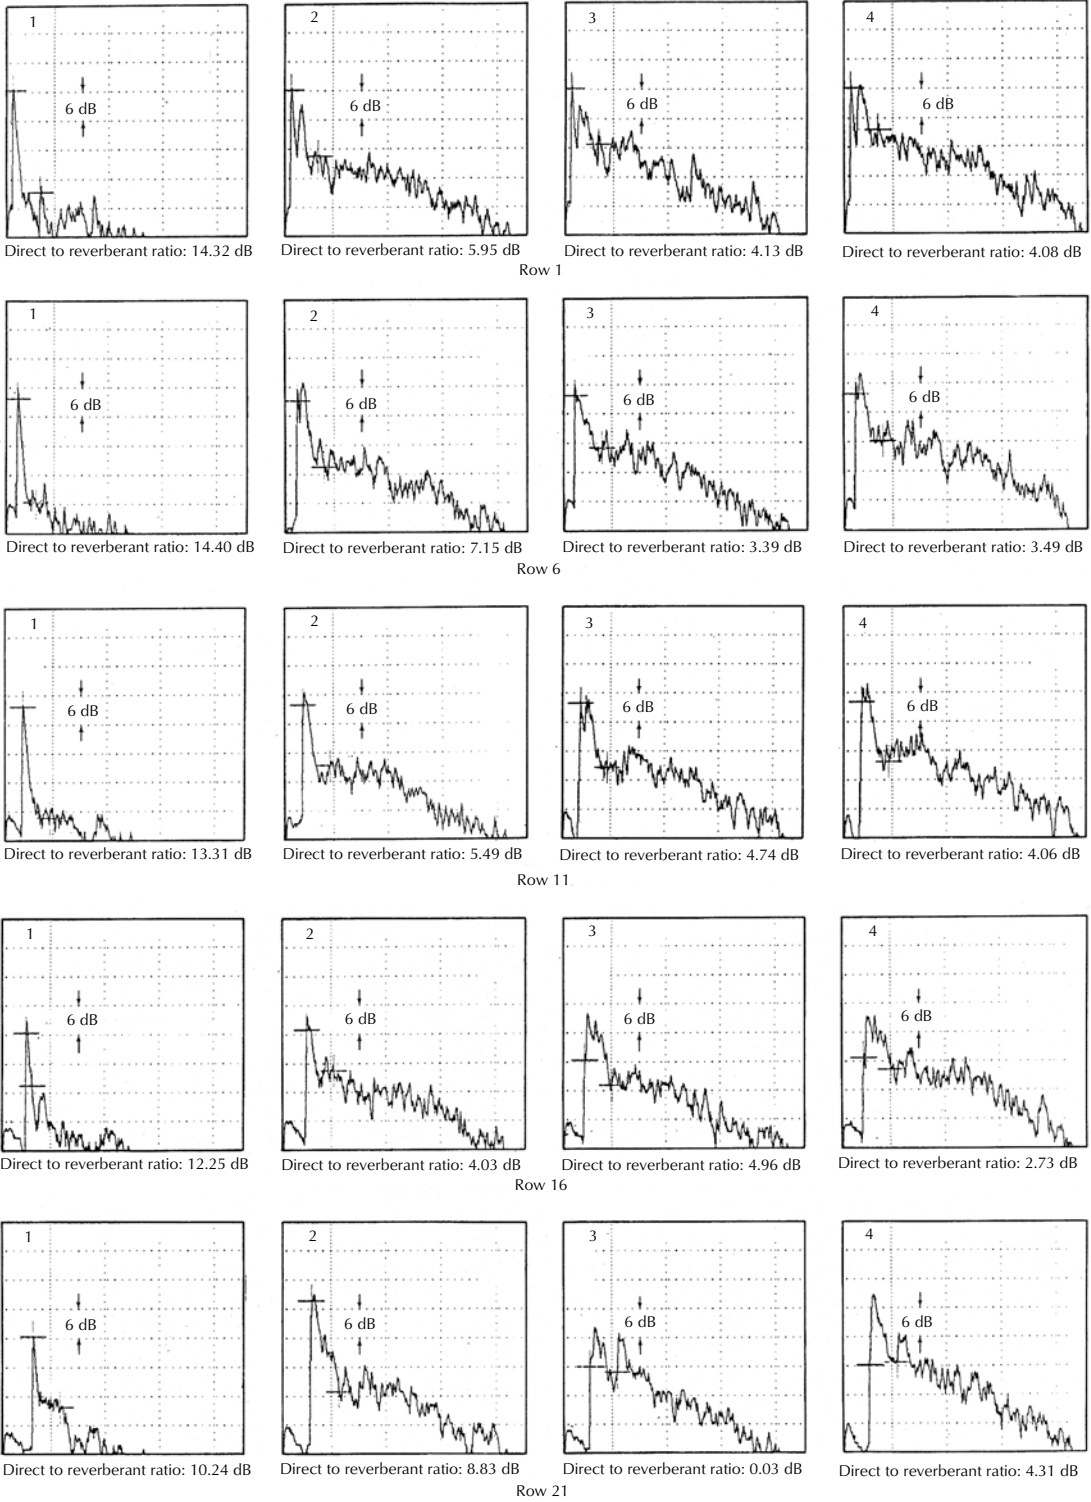 1 2 3 4
6 dB 6 dB 6 dB 6 dB
Direct to reverberant ratio: 14.32 dB Direct to reverberant ratio: 5.95 dB Direct to reverberant ratio: 4.13 dB Direct to reverberant ratio: 4.08 dB
Row 1
1 2 3 4
6 dB 6 dB 6 dB 6 dB
Direct to reverberant ratio: 14.40 dB Direct to reverberant ratio: 7.15 dB Direct to reverberant ratio: 3.39 dB Direct to reverberant ratio: 3.49 dB
Row 6
1 2 3 4
6 dB 6 dB 6 dB 6 dB
Direct to reverberant ratio: 13.31 dB Direct to reverberant ratio: 5.49 dB Direct to reverberant ratio: 4.74 dB Direct to reverberant ratio: 4.06 dB
Row 11
1 2 3 4
6 dB 6 dB 6 dB 6 dB
Direct to reverberant ratio: 12.25 dB Direct to reverberant ratio: 4.03 dB Direct to reverberant ratio: 4.96 dB Direct to reverberant ratio: 2.73 dB
Row 16
1 2 3 4
6 dB 6 dB 6 dB 6 dB
Direct to reverberant ratio: 10.24 dB Direct to reverberant ratio: 8.83 dB Direct to reverberant ratio: 0.03 dB Direct to reverberant ratio: 4.31 dB
Row 21